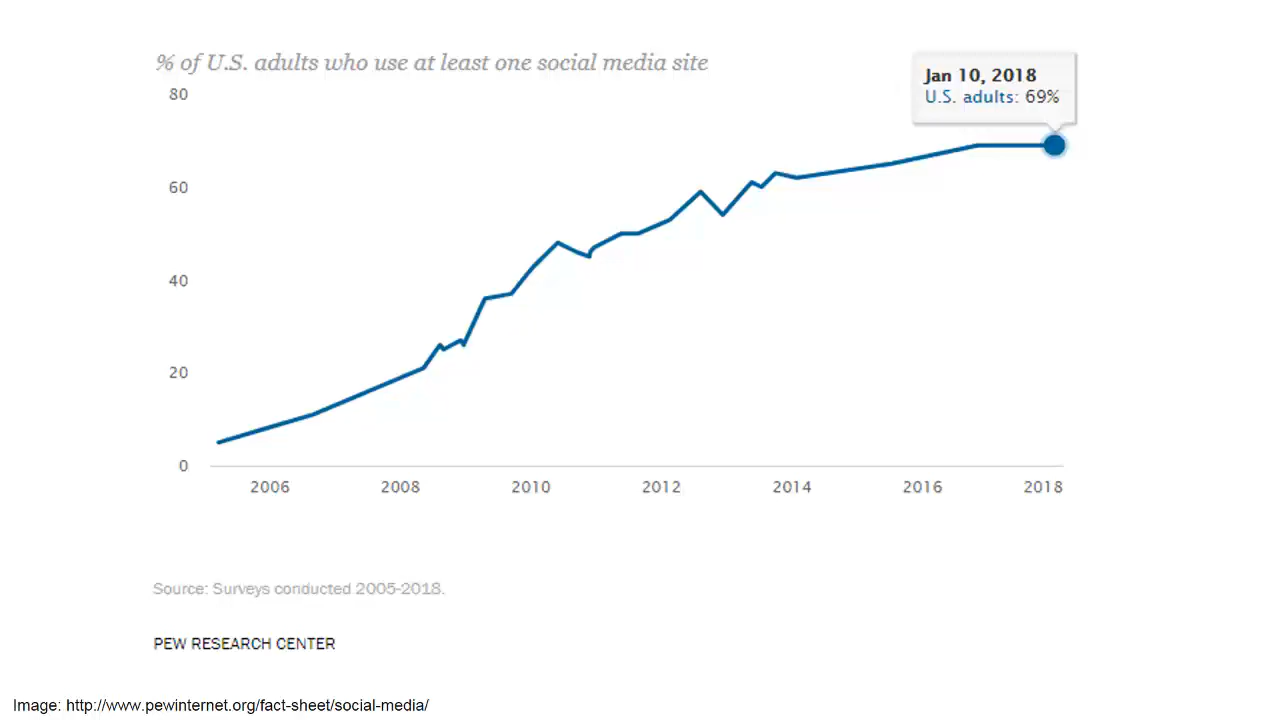 % of U.S. adults who use at least one social media site
Jan 10, 2018
U.S. adults: 69%
80
60
40
20
0
2006 2008 2010 2012 2014 2016 2018
Source: Surveys conducted 2005-2018.
PEW RESEARCH CENTER
Image: http://www.pewinternet.org/fact-sheet/social-media/